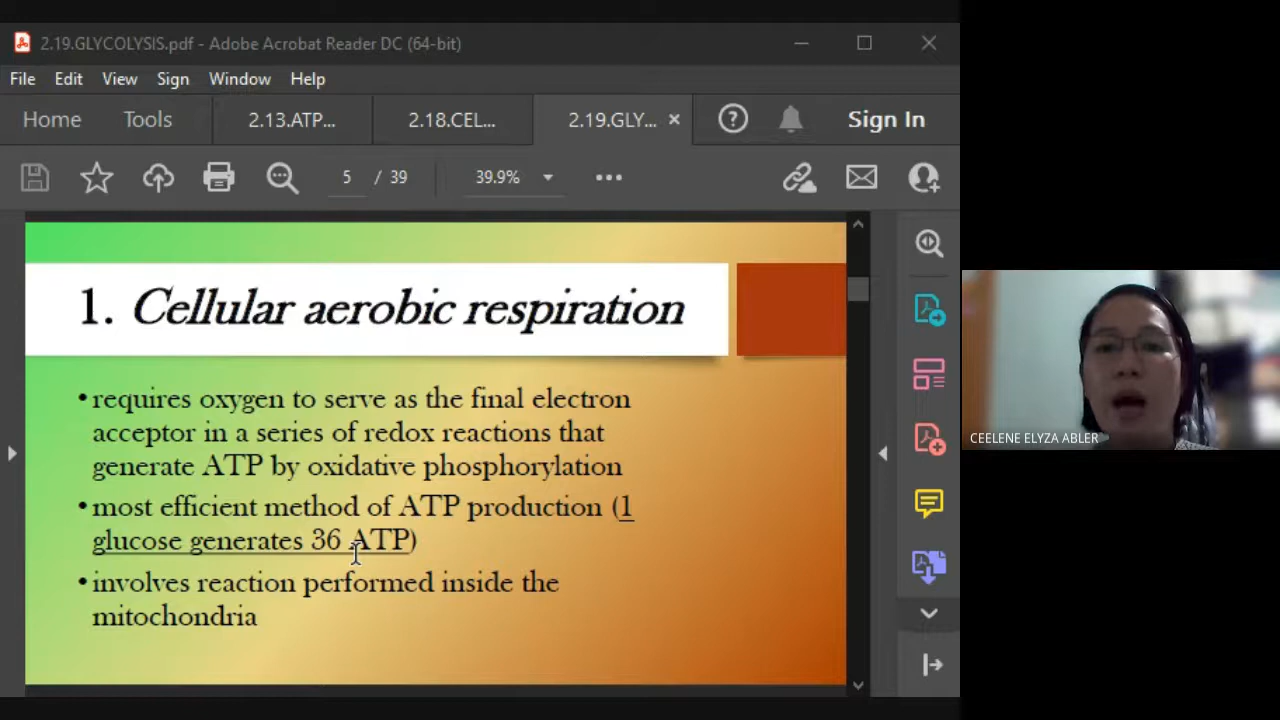 2.19.GLYCOLYSIS.pdf - Adobe Acrobat Reader DC (64-bit)
File Edit View Sign Window Help
Home Tools 2.13.ATP... 2.18.CEL... 2.19.GLY... Sign In
5 / 39 39.9%
1. Cellular aerobic respiration
•requires oxygen to serve as the final electron
acceptor in a series of redox reactions that
generate ATP by oxidative phosphorylation
•most efficient method of ATP production (1
glucose generates 36 ATP)
•involves reaction performed inside the
mitochondria
CEELENE ELYZA ABLER